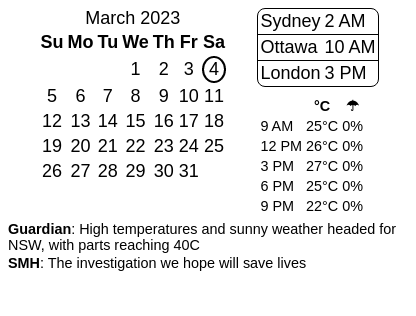 March 2023
Su Mo Tu We Th Fr Sa
1 2 3 4
5 6 7 8 9 10 11
12 13 14 15 16 17 18
19 20 21 22 23 24 25
26 27 28 29 30 31
Sydney 2 AM
Ottawa 10 AM
London 3 PM
°C ☂
9 AM 25°C 0%
12 PM 26°C 0%
3 PM 27°C 0%
6 PM 25°C 0%
9 PM 22°C 0%
Guardian: High temperatures and sunny weather headed for
NSW, with parts reaching 40C
SMH: The investigation we hope will save lives